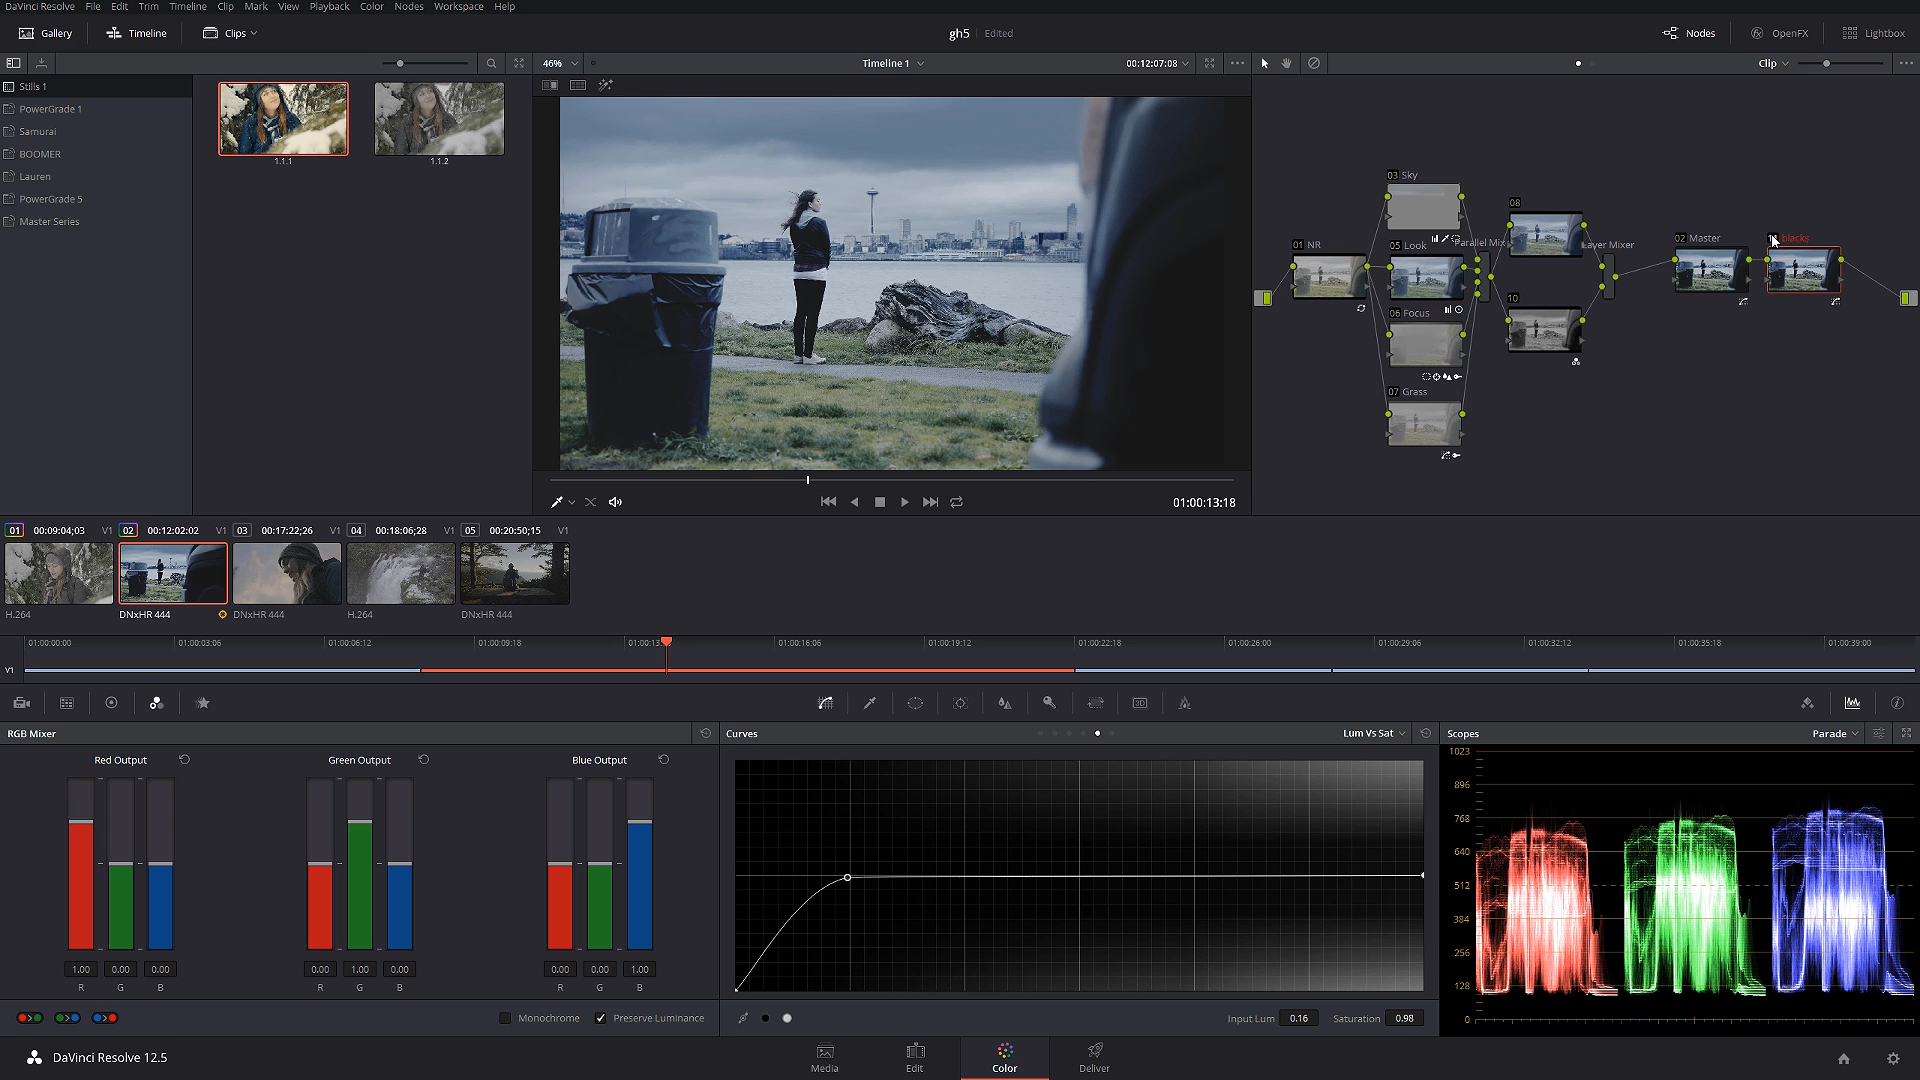 DaVinci Resolve File Edit Trim Timeline Clip Mark View Playback Color Nodes Workspace Help
Gallery Timeline Clips gh5 Edited Nodes OpenFX Lightbox
46% Timeline 1 00:12:07:08 Clip
Stills 1
PowerGrade 1
Samurai
BOOMER
Lauren
PowerGrade 5
Master Series
1.1.1 1.1.2
03 Sky
08
01 NR
05 Look
Parallel Mix
Layer Mixer
02 Master
blacks
10
06 Focus
07 Grass
01:00:13:18
01 00:09:04;03 V1 02 00:12:02:02 V1 03 00:17:22;26 V1 04 00:18:06;28 V1 05 00:20:50;15 V1
H.264 DNxHR 444 DNxHR 444 H.264 DNxHR 444
01:00:00:00 01:00:03:06 01:00:06:12 01:00:09:18 01:00:13: 01:00:16:06 01:00:19:12 01:00:22:18 01:00:26:00 01:00:29:06 01:00:32:12 01:00:35:18 01:00:39:00
V1
3D
RGB Mixer
Red Output Green Output Blue Output
1.00 0.00 0.00 0.00 1.00 0.00 0.00 0.00 1.00
R G B R G B R G B
Monochrome Preserve Luminance
Curves Lum Vs Sat
Input Lum 0.16 Saturation 0.98
Scopes Parade
1023
896
768
640
512
384
256
128
0
DaVinci Resolve 12.5 Media Edit Color Deliver